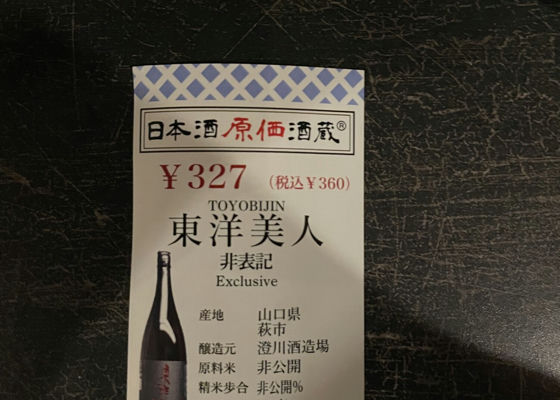 日本酒原価酒蔵®
¥327 (税込¥360)
TOYOBIJIN
東洋美人
非表記
Exclusive
産地 山口県
萩市
醸造元 澄川酒造場
原料米 非公開
精米歩合 非公開%